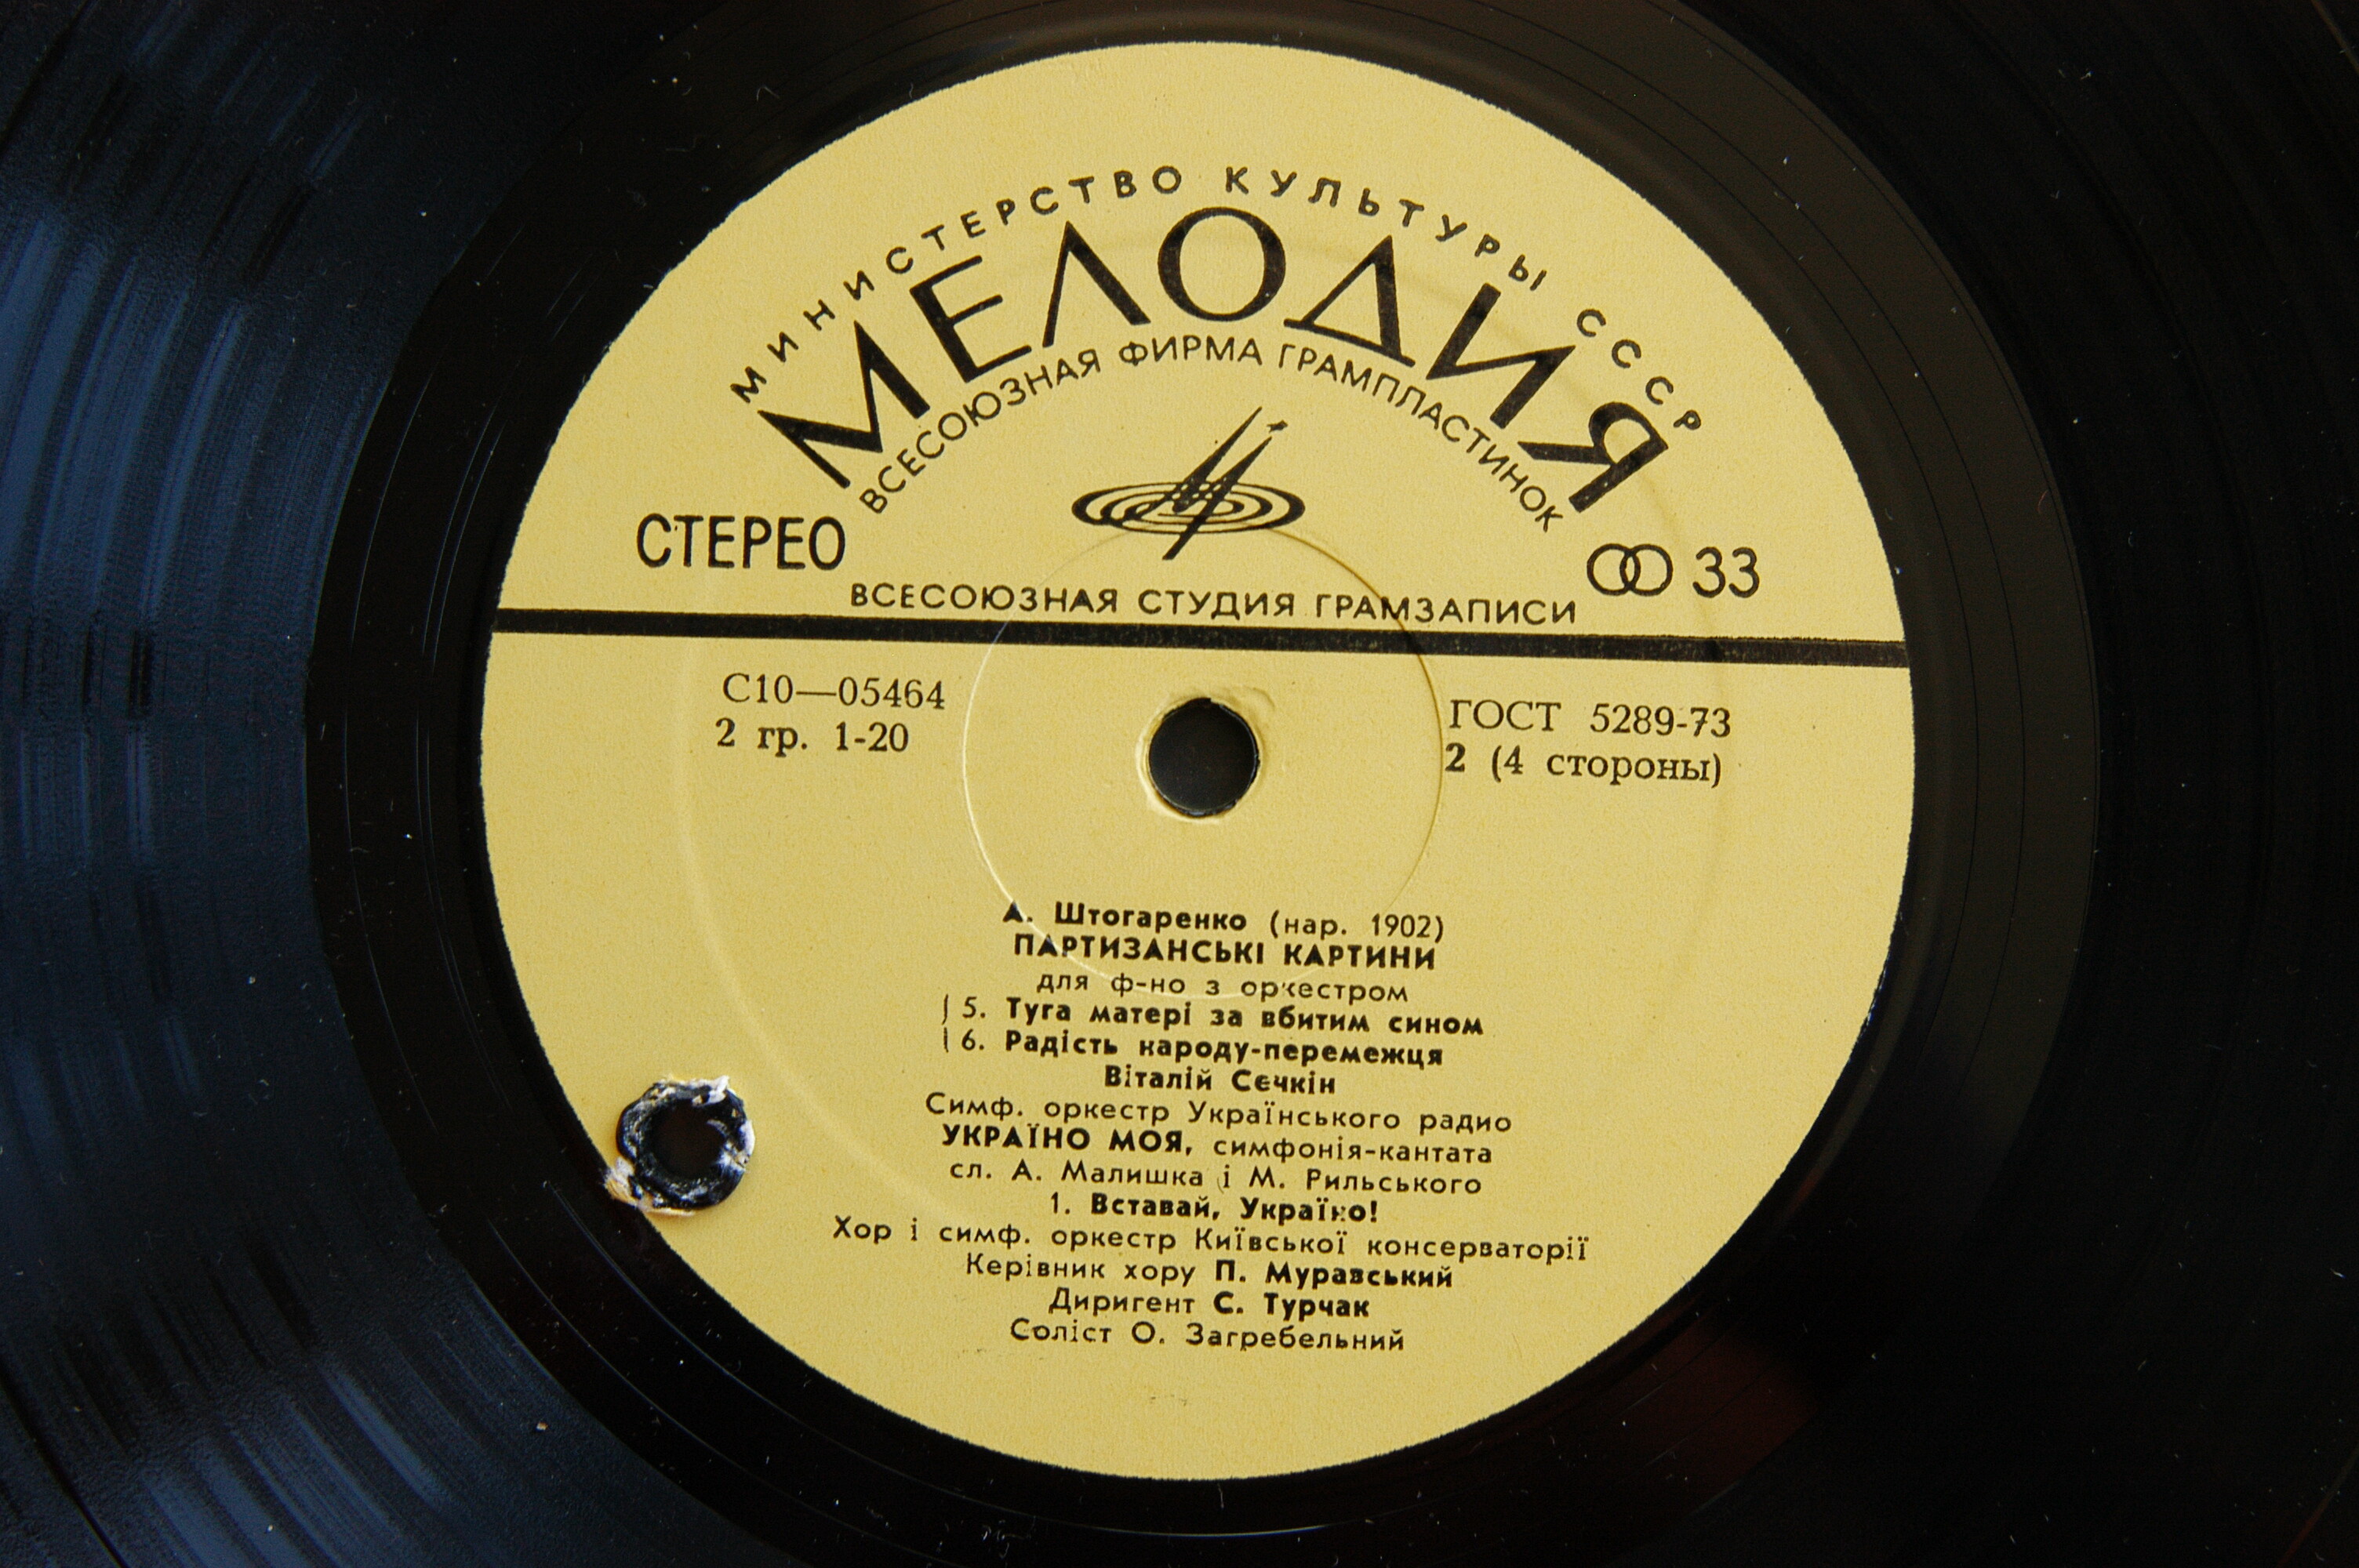 МИНИСТЕРСТВО КУЛЬТУРЫ СССР
МЕЛОДИЯ
ВСЕСОЮЗНАЯ ФИРМА ГРАМПЛАСТИНОК
СТЕРЕО
33
ВСЕСОЮЗНАЯ СТУДИЯ ГРАМЗАПИСИ
С10—05464
ГОСТ 5289-73
2 гр. 1-20
2 (4 стороны)
А. Штогаренко (нар. 1902)
ПАРТИЗАНСЬКІ КАРТИНИ
для ф-но з оркестром
5. Туга матері за вбитим сином
6. Радість народу-перемежця
Віталій Сєчкін
Симф. оркестр Українського радио
УКРАЇНО МОЯ, симфонія-кантата
сл. А. Малишка і М. Рильського
1. Вставай, Україно!
Хор і симф. оркестр Київської консерваторії
Керівник хору П. Муравський
Диригент С. Турчак
Соліст О. Загребельний